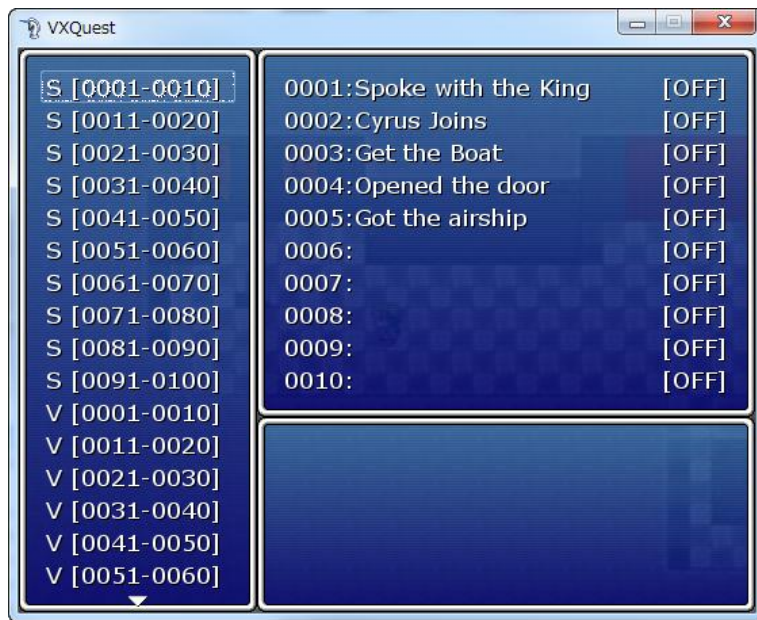 VXQuest
S [0001-0010]
S [0011-0020]
S [0021-0030]
S [0031-0040]
S [0041-0050]
S [0051-0060]
S [0061-0070]
S [0071-0080]
S [0081-0090]
S [0091-0100]
V [0001-0010]
V [0011-0020]
V [0021-0030]
V [0031-0040]
V [0041-0050]
V [0051-0060]
0001:Spoke with the King [OFF]
0002:Cyrus Joins [OFF]
0003:Get the Boat [OFF]
0004:Opened the door [OFF]
0005:Got the airship [OFF]
0006: [OFF]
0007: [OFF]
0008: [OFF]
0009: [OFF]
0010: [OFF]